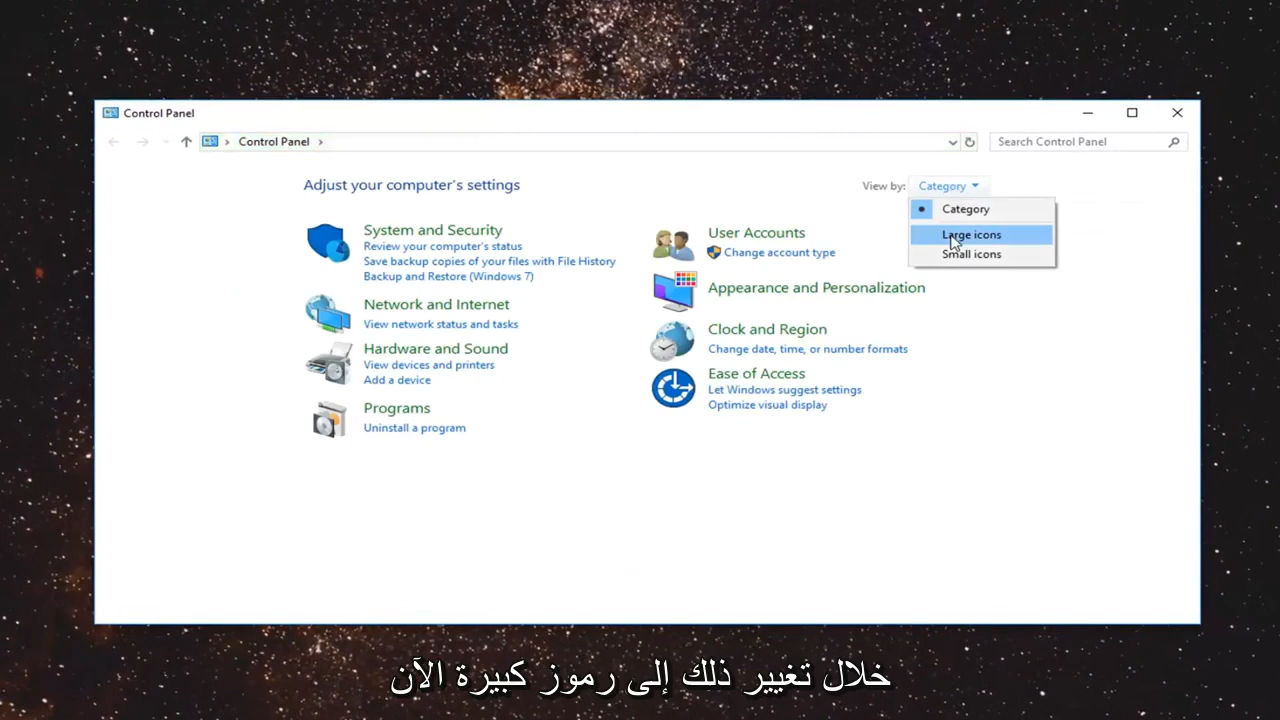 Control Panel
Control Panel
Search Control Panel
Adjust your computer's settings
View by: Category
Category
Large icons
Small icons
System and Security
Review your computer's status
Save backup copies of your files with File History
Backup and Restore (Windows 7)
Network and Internet
View network status and tasks
Hardware and Sound
View devices and printers
Add a device
Programs
Uninstall a program
User Accounts
Change account type
Appearance and Personalization
Clock and Region
Change date, time, or number formats
Ease of Access
Let Windows suggest settings
Optimize visual display
خلال تغيير ذلك إلى رموز كبيرة الآن